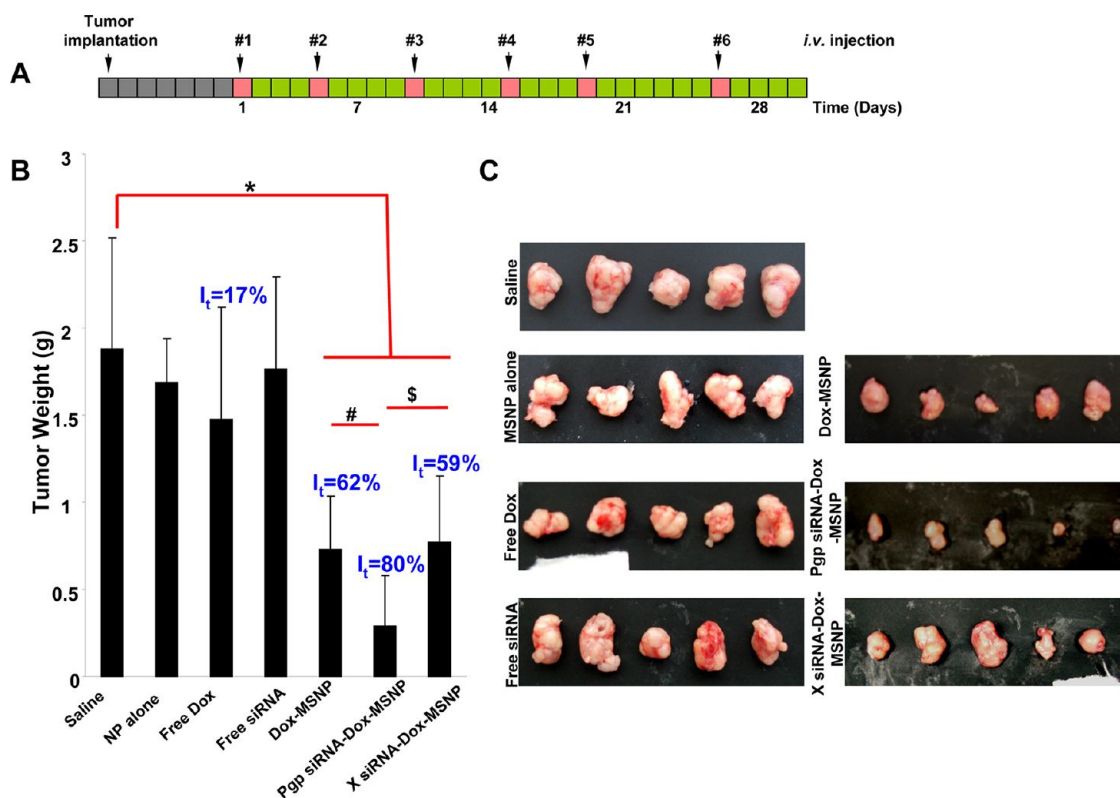 Tumor
implantation
#1 #2 #3 #4 #5 #6 i.v. injection
A
1 7 14 21 28 Time (Days)
B
Tumor Weight (g)
3
2.5
2
1.5
1
0.5
0
*
It=17%
$
#
It=59%
It=62%
It=80%
Saline
NP alone
Free Dox
Free siRNA
Dox-MSNP
Pgp siRNA-Dox-MSNP
X siRNA-Dox-MSNP
C
Saline
MSNP alone
Free Dox
Free siRNA
Dox-MSNP
Pgp siRNA-Dox
-MSNP
X siRNA-Dox-
MSNP